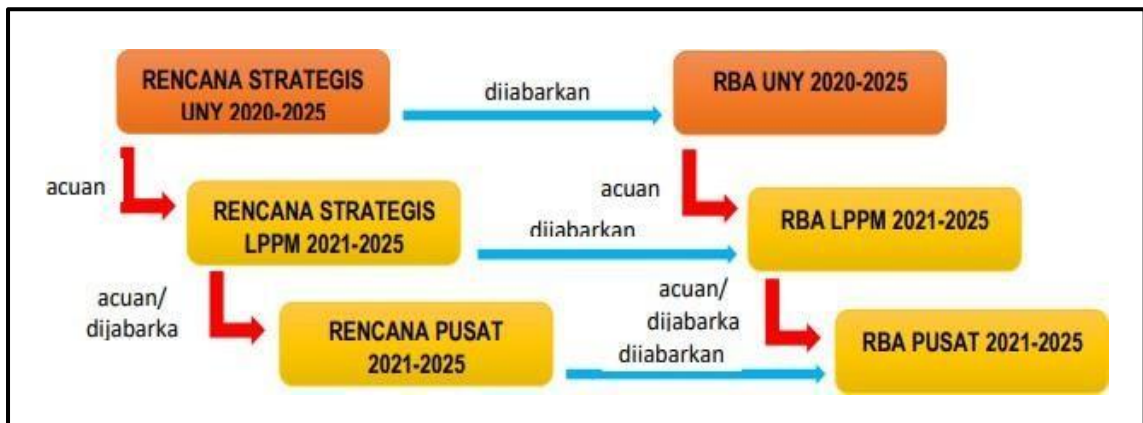 RENCANA STRATEGIS
UNY 2020-2025
diiabarkan
RBA UNY 2020-2025
acuan
RENCANA STRATEGIS
LPPM 2021-2025
diiabarkan
acuan
RBA LPPM 2021-2025
acuan/
dijabarka
RENCANA PUSAT
2021-2025
acuan/
dijabarka
diiabarkan
RBA PUSAT 2021-2025